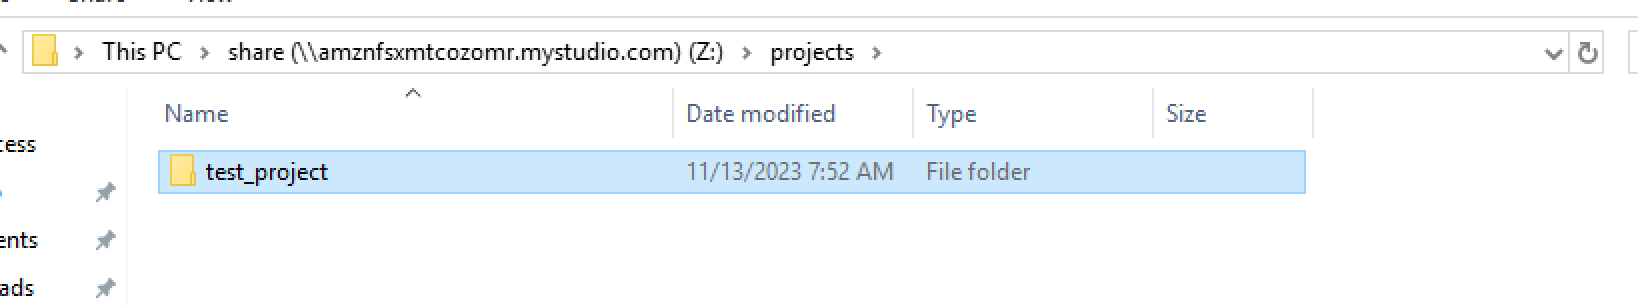 This PC > share (\\amznfsxmtcozomr.mystudio.com) (Z:) > projects >
Name Date modified Type Size
cess
test_project 11/13/2023 7:52 AM File folder
ents
ads